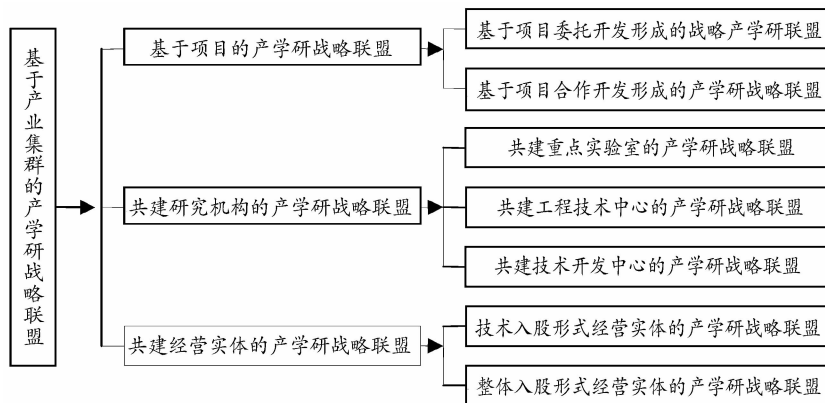 基于产业集群的产学研战略联盟
基于项目的产学研战略联盟
基于项目委托开发形成的战略产学研联盟
基于项目合作开发形成的产学研战略联盟
共建研究机构的产学研战略联盟
共建重点实验室的产学研战略联盟
共建工程技术中心的产学研战略联盟
共建技术开发中心的产学研战略联盟
共建经营实体的产学研战略联盟
技术入股形式经营实体的产学研战略联盟
整体入股形式经营实体的产学研战略联盟